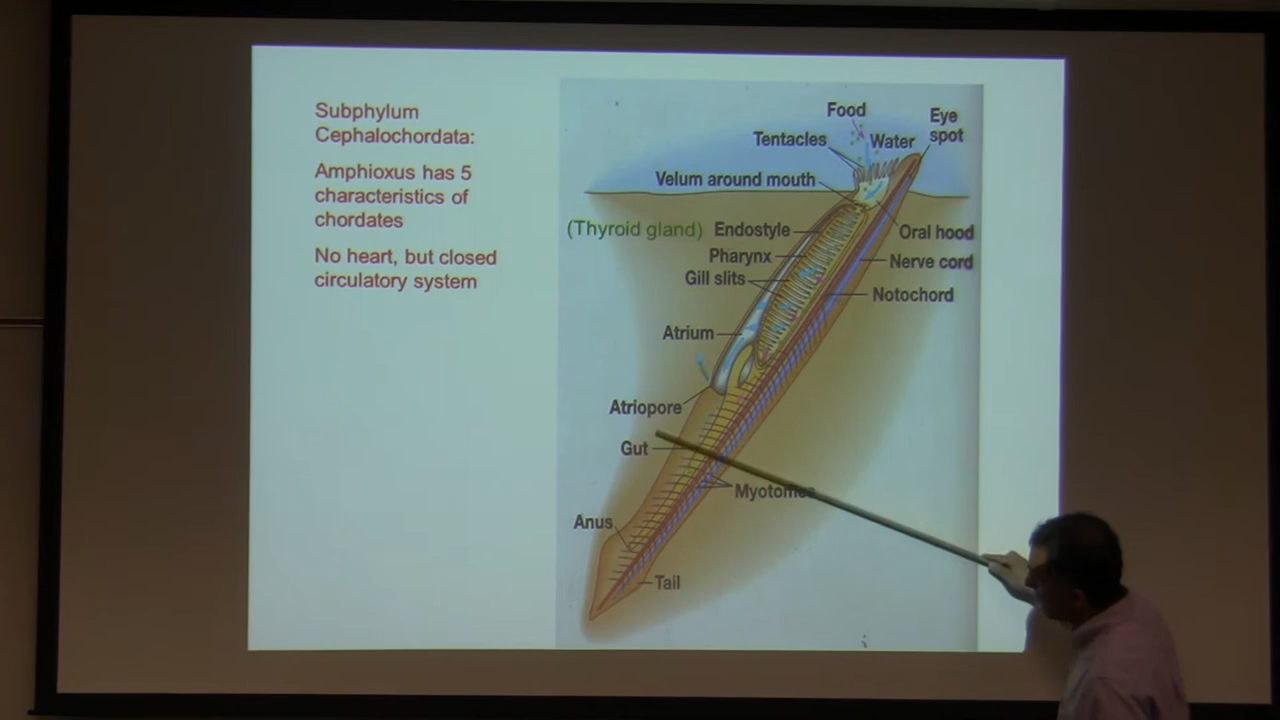 Subphylum
Cephalochordata:
Amphioxus has 5
characteristics of
chordates
No heart, but closed
circulatory system
Food
Eye
spot
Tentacles
Water
Velum around mouth
(Thyroid gland) Endostyle
Oral hood
Pharynx
Nerve cord
Gill slits
Notochord
Atrium
Atriopore
Gut
Myotomes
Anus
Tail